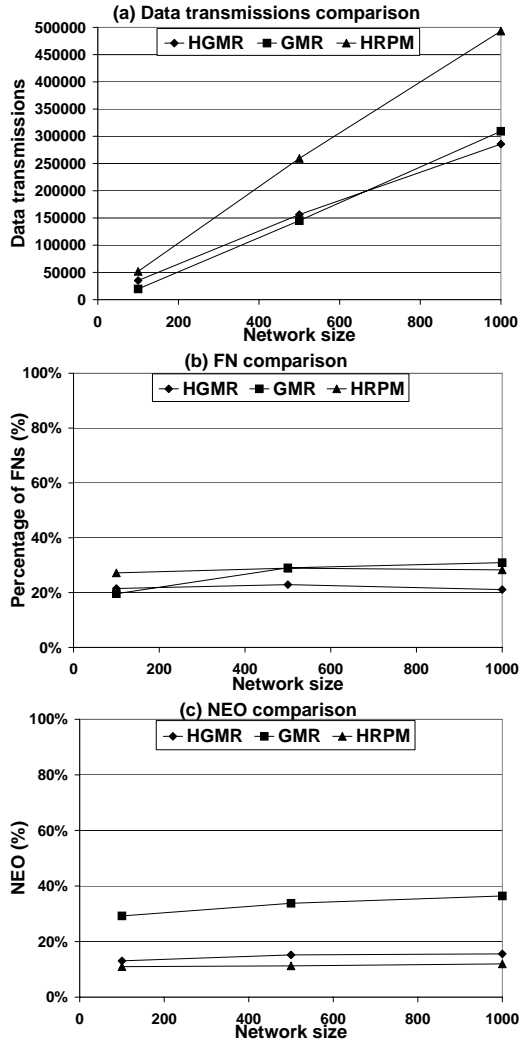 (a) Data transmissions comparison
HGMR GMR HRPM
Data transmissions
500000
450000
400000
350000
300000
250000
200000
150000
100000
50000
0
0 200 400 600 800 1000
Network size
(b) FN comparison
HGMR GMR HRPM
Percentage of FNs (%)
100%
80%
60%
40%
20%
0%
0 200 400 600 800 1000
Network size
(c) NEO comparison
HGMR GMR HRPM
NEO (%)
100%
80%
60%
40%
20%
0%
0 200 400 600 800 1000
Network size